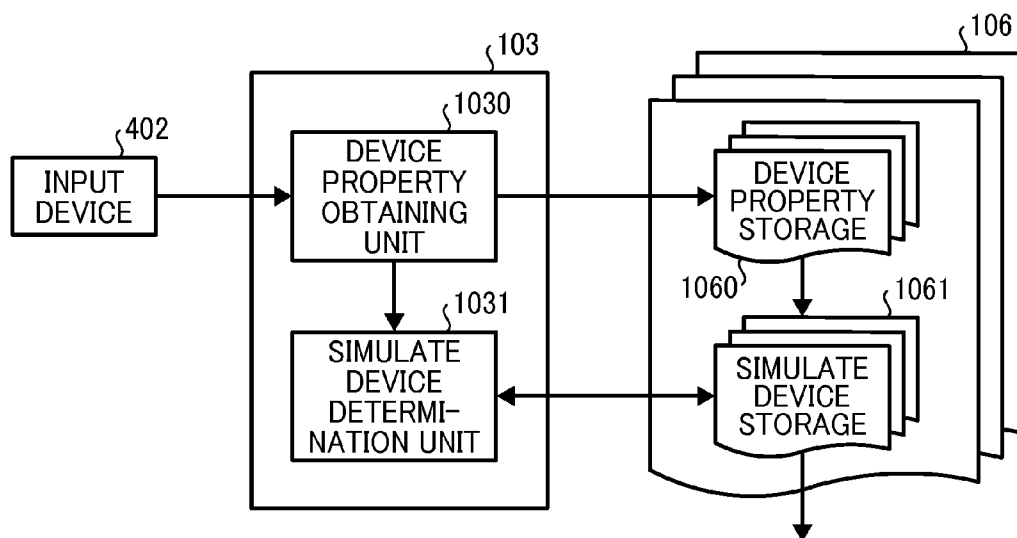 106
103
402
INPUT
DEVICE
1030
DEVICE
PROPERTY
OBTAINING
UNIT
DEVICE
PROPERTY
STORAGE
1060
1031
SIMULATE
DEVICE
DETERMI-
NATION UNIT
1061
SIMULATE
DEVICE
STORAGE